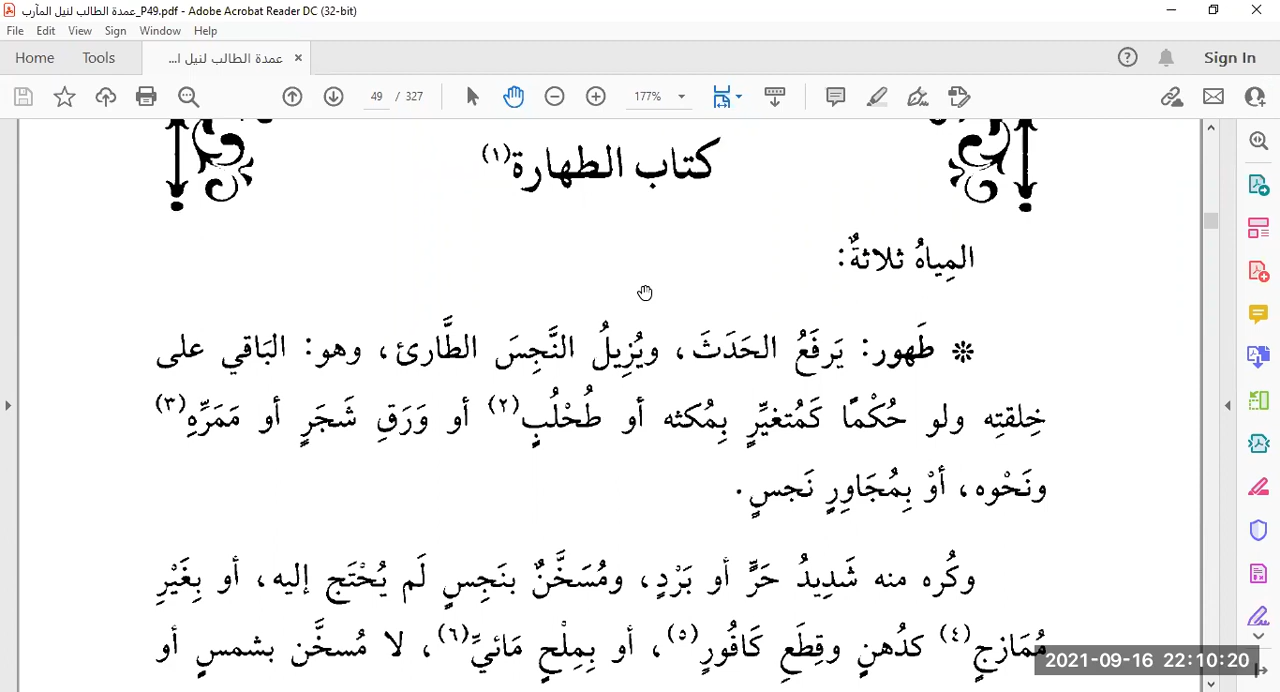 عمدة الطالب لنيل المآرب_P49.pdf - Adobe Acrobat Reader DC (32-bit)
File Edit View Sign Window Help
Home Tools عمدة الطالب لنيل ا... × Sign In
49 / 327 177%
كتاب الطهارة(١)
المِياهُ ثلاثةٌ:
❊ طَهور: يَرفَعُ الحَدَثَ، ويُزِيلُ النَّجِسَ الطَّارئ، وهو: البَاقي على
خِلقتِه ولو حُكْمًا كَمُتغيِّرٍ بِمُكثه أو طُحْلُبٍ(٢) أو وَرَقِ شَجَرٍ أو مَمَرِّهِ(٣)
ونَحْوه، أوْ بِمُجَاوِرٍ نَجسٍ.
وكُره منه شَدِيدُ حَرٍّ أو بَرْدٍ، ومُسَخَّنٌ بنَجِسٍ لَم يُحْتَج إليه، أو بِغَيْرِ
مُمَازجٍ(٤) كدُهنٍ وقِطَعِ كَافُورٍ(٥)، أو بِمِلْحٍ مَائيٍّ(٦)، لا مُسخَّن بشمسٍ أو
2021-09-16 22:10:20